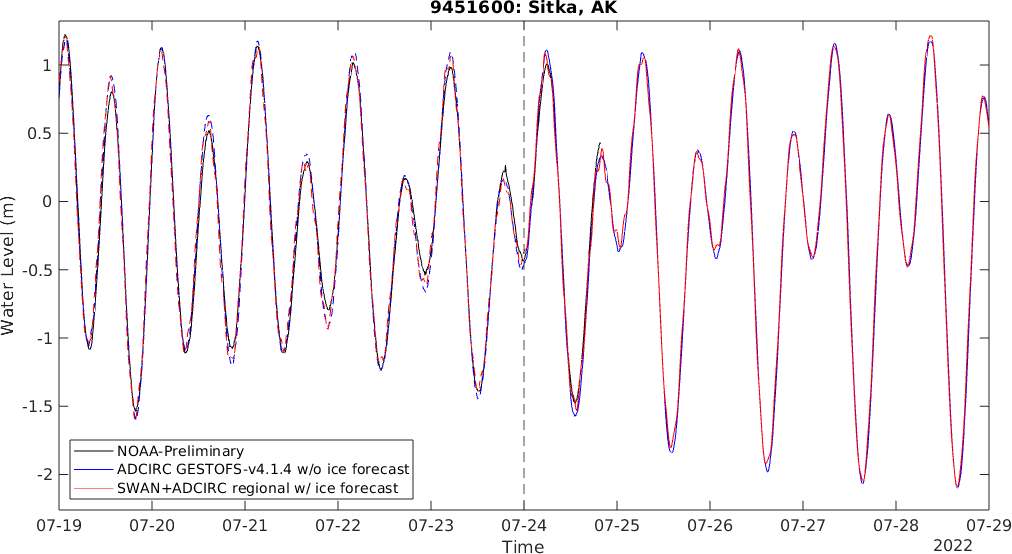 9451600: Sitka, AK
1
0.5
0
-0.5
-1
-1.5
-2
Water Level (m)
NOAA-Preliminary
ADCIRC GESTOFS-v4.1.4 w/o ice forecast
SWAN+ADCIRC regional w/ ice forecast
07-19 07-20 07-21 07-22 07-23 07-24 07-25 07-26 07-27 07-28 07-29
Time
2022